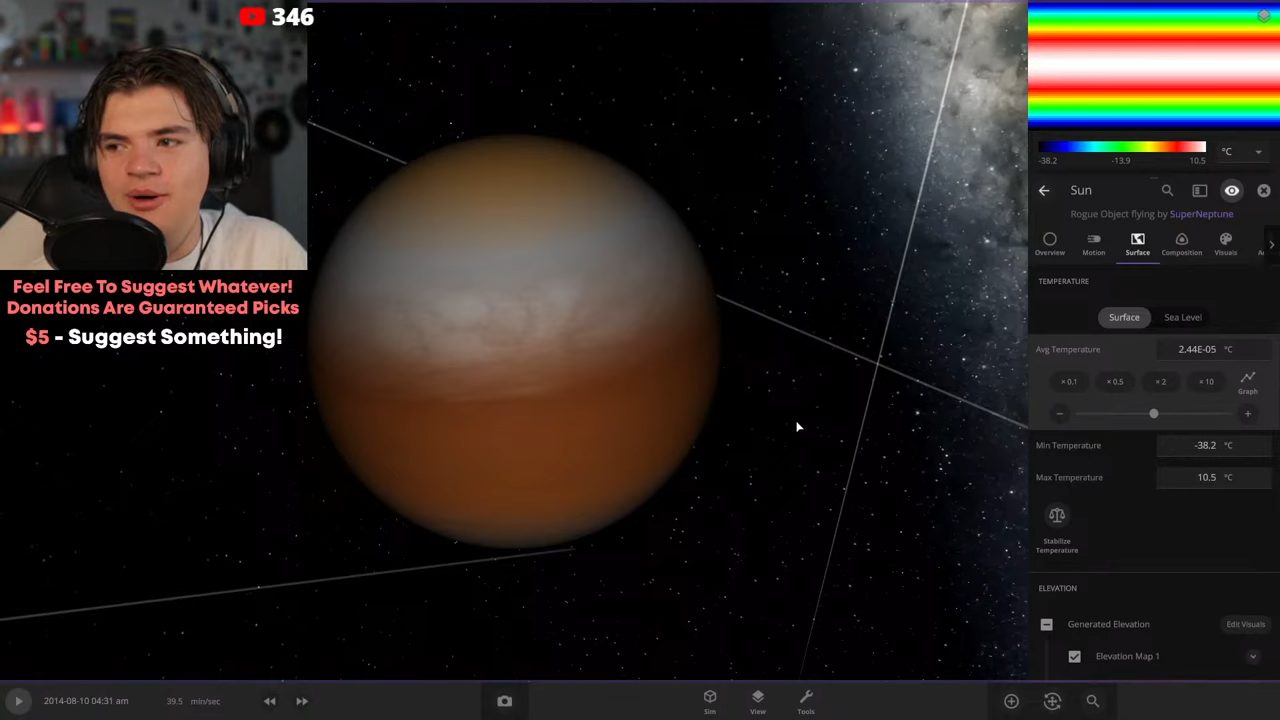 346
Feel Free To Suggest Whatever!
Donations Are Guaranteed Picks
$5 - Suggest Something!
°C
-38.2 -13.9 10.5
Sun
Rogue Object flying by SuperNeptune
Overview Motion Surface Composition Visuals
TEMPERATURE
Surface Sea Level
Avg Temperature 2.44E-05 °C
× 0.1 × 0.5 × 2 × 10 Graph
Min Temperature -38.2 °C
Max Temperature 10.5 °C
Stabilize
Temperature
ELEVATION
Generated Elevation Edit Visuals
Elevation Map 1
2014-08-10 04:31 am 39.5 min/sec
Sim View Tools